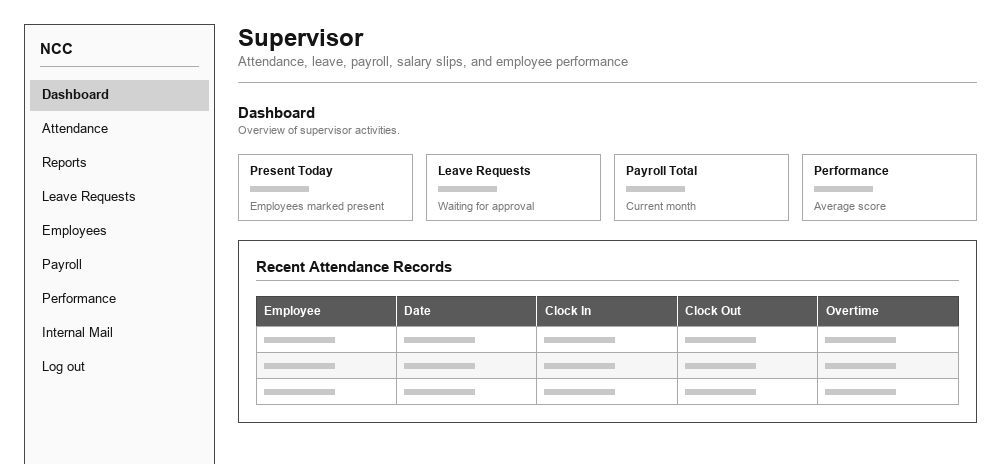 NCC
Dashboard
Attendance
Reports
Leave Requests
Employees
Payroll
Performance
Internal Mail
Log out
Supervisor
Attendance, leave, payroll, salary slips, and employee performance
Dashboard
Overview of supervisor activities.
Present Today
Employees marked present
Leave Requests
Waiting for approval
Payroll Total
Current month
Performance
Average score
Recent Attendance Records
Employee Date Clock In Clock Out Overtime